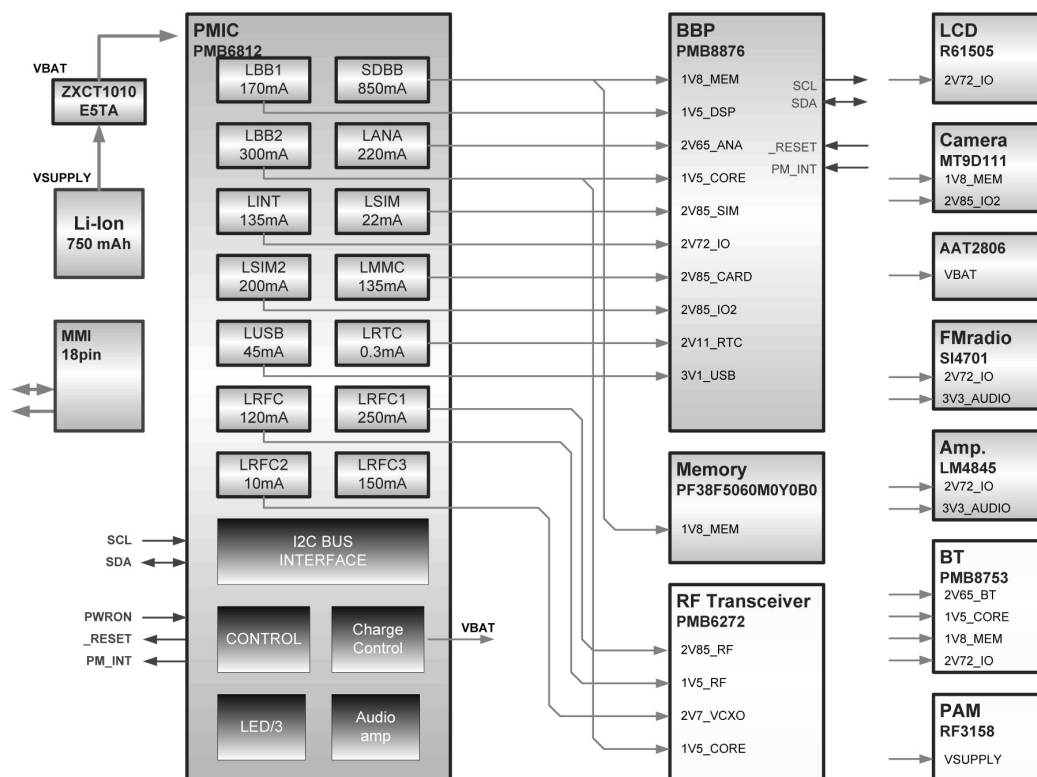 VBAT
ZXCT1010
E5TA
VSUPPLY
Li-Ion
750 mAh
MMI
18pin
SCL
SDA
PWRON
_RESET
PM_INT
PMIC
PMB6812
LBB1
170mA
SDBB
850mA
LBB2
300mA
LANA
220mA
LINT
135mA
LSIM
22mA
LSIM2
200mA
LMMC
135mA
LUSB
45mA
LRTC
0.3mA
LRFC
120mA
LRFC1
250mA
LRFC2
10mA
LRFC3
150mA
I2C BUS
INTERFACE
CONTROL
Charge
Control
LED/3
Audio
amp
VBAT
BBP
PMB8876
1V8_MEM
1V5_DSP
2V65_ANA
1V5_CORE
2V85_SIM
2V72_IO
2V85_CARD
2V85_IO2
2V11_RTC
3V1_USB
SCL
SDA
_RESET
PM_INT
Memory
PF38F5060M0Y0B0
1V8_MEM
RF Transceiver
PMB6272
2V85_RF
1V5_RF
2V7_VCXO
1V5_CORE
LCD
R61505
2V72_IO
Camera
MT9D111
1V8_MEM
2V85_IO2
AAT2806
VBAT
FMradio
SI4701
2V72_IO
3V3_AUDIO
Amp.
LM4845
2V72_IO
3V3_AUDIO
BT
PMB8753
2V65_BT
1V5_CORE
1V8_MEM
2V72_IO
PAM
RF3158
VSUPPLY